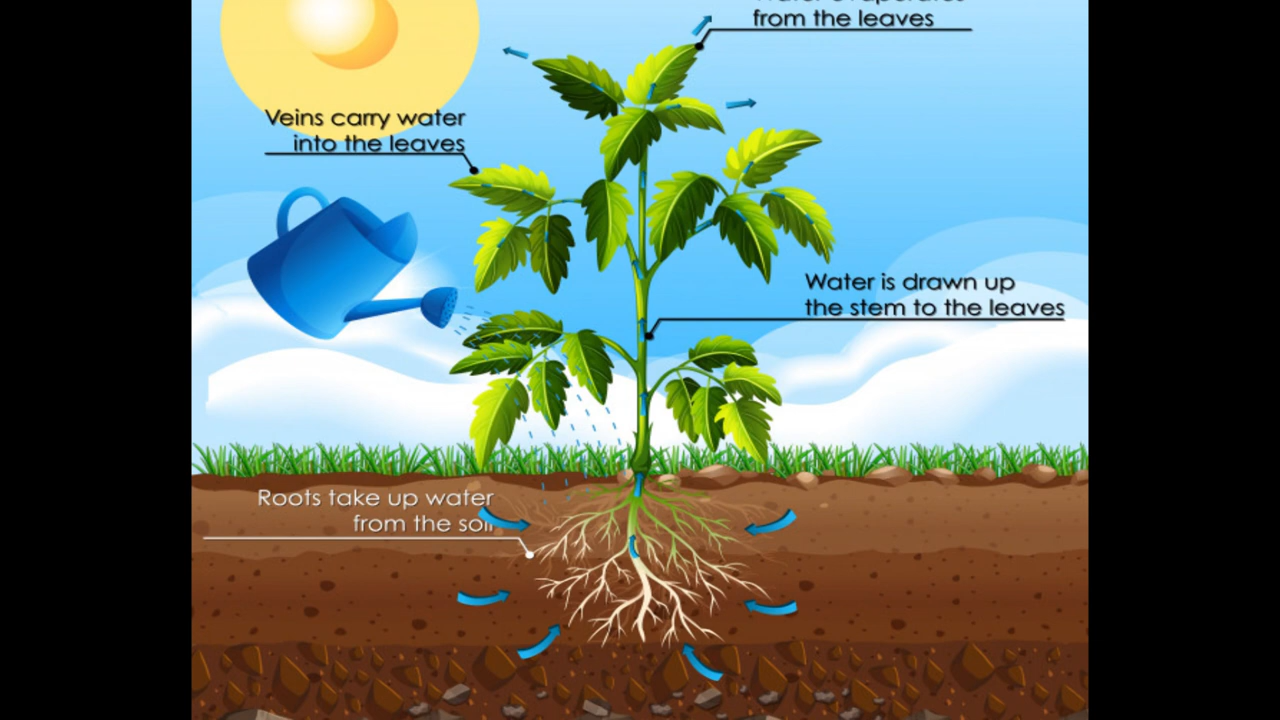 from the leaves
Veins carry water
into the leaves
Water is drawn up
the stem to the leaves
Roots take up water
from the soil